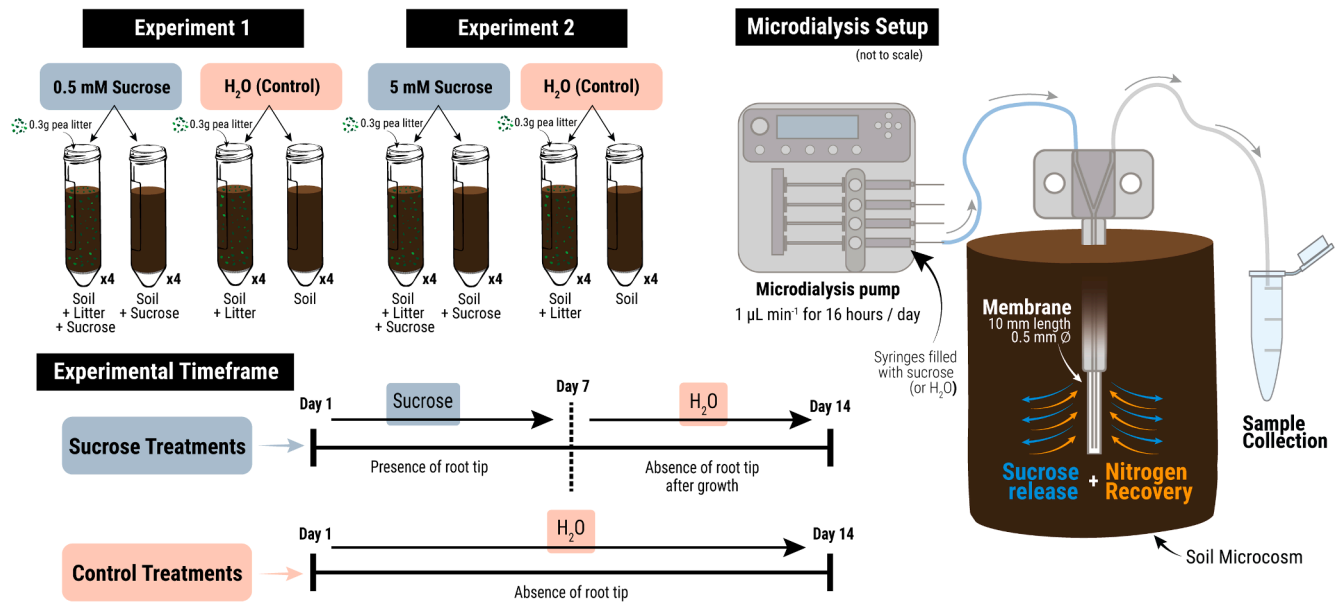 Experiment 1
0.5 mM Sucrose
H₂O (Control)
0.3g pea litter
0.3g pea litter
x4
x4
x4
x4
Soil
+ Litter
+ Sucrose
Soil
+ Sucrose
Soil
+ Litter
Soil
Experiment 2
5 mM Sucrose
H₂O (Control)
0.3g pea litter
0.3g pea litter
x4
x4
x4
x4
Soil
+ Litter
+ Sucrose
Soil
+ Sucrose
Soil
+ Litter
Soil
Microdialysis Setup
(not to scale)
Microdialysis pump
1 µL min⁻¹ for 16 hours / day
Syringes filled
with sucrose
(or H₂O)
Membrane
10 mm length
0.5 mm Ø
Sucrose
release
+
Nitrogen
Recovery
Sample
Collection
Soil Microcosm
Experimental Timeframe
Sucrose Treatments
Day 1
Sucrose
Day 7
H₂O
Day 14
Presence of root tip
Absence of root tip
after growth
Control Treatments
Day 1
H₂O
Day 14
Absence of root tip